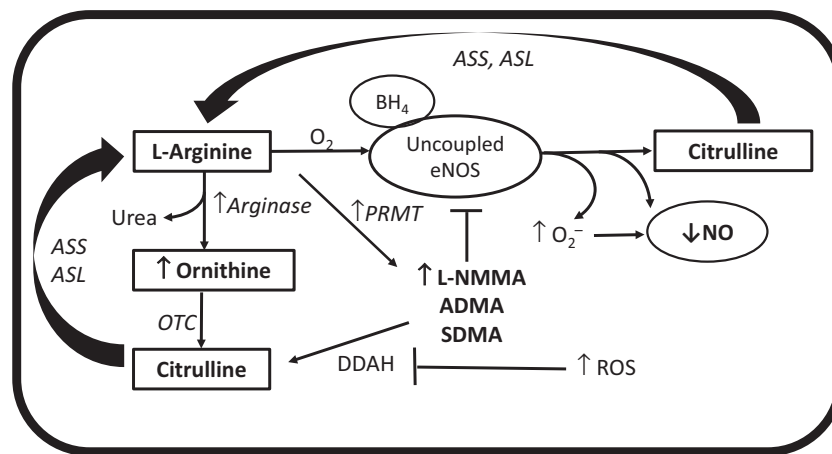 ASS, ASL
BH₄
L-Arginine
O₂
Uncoupled
eNOS
Citrulline
Urea
↑Arginase
↑PRMT
↑ O₂⁻
↓NO
ASS
ASL
↑ Ornithine
↑ L-NMMA
ADMA
SDMA
OTC
Citrulline
DDAH
↑ ROS